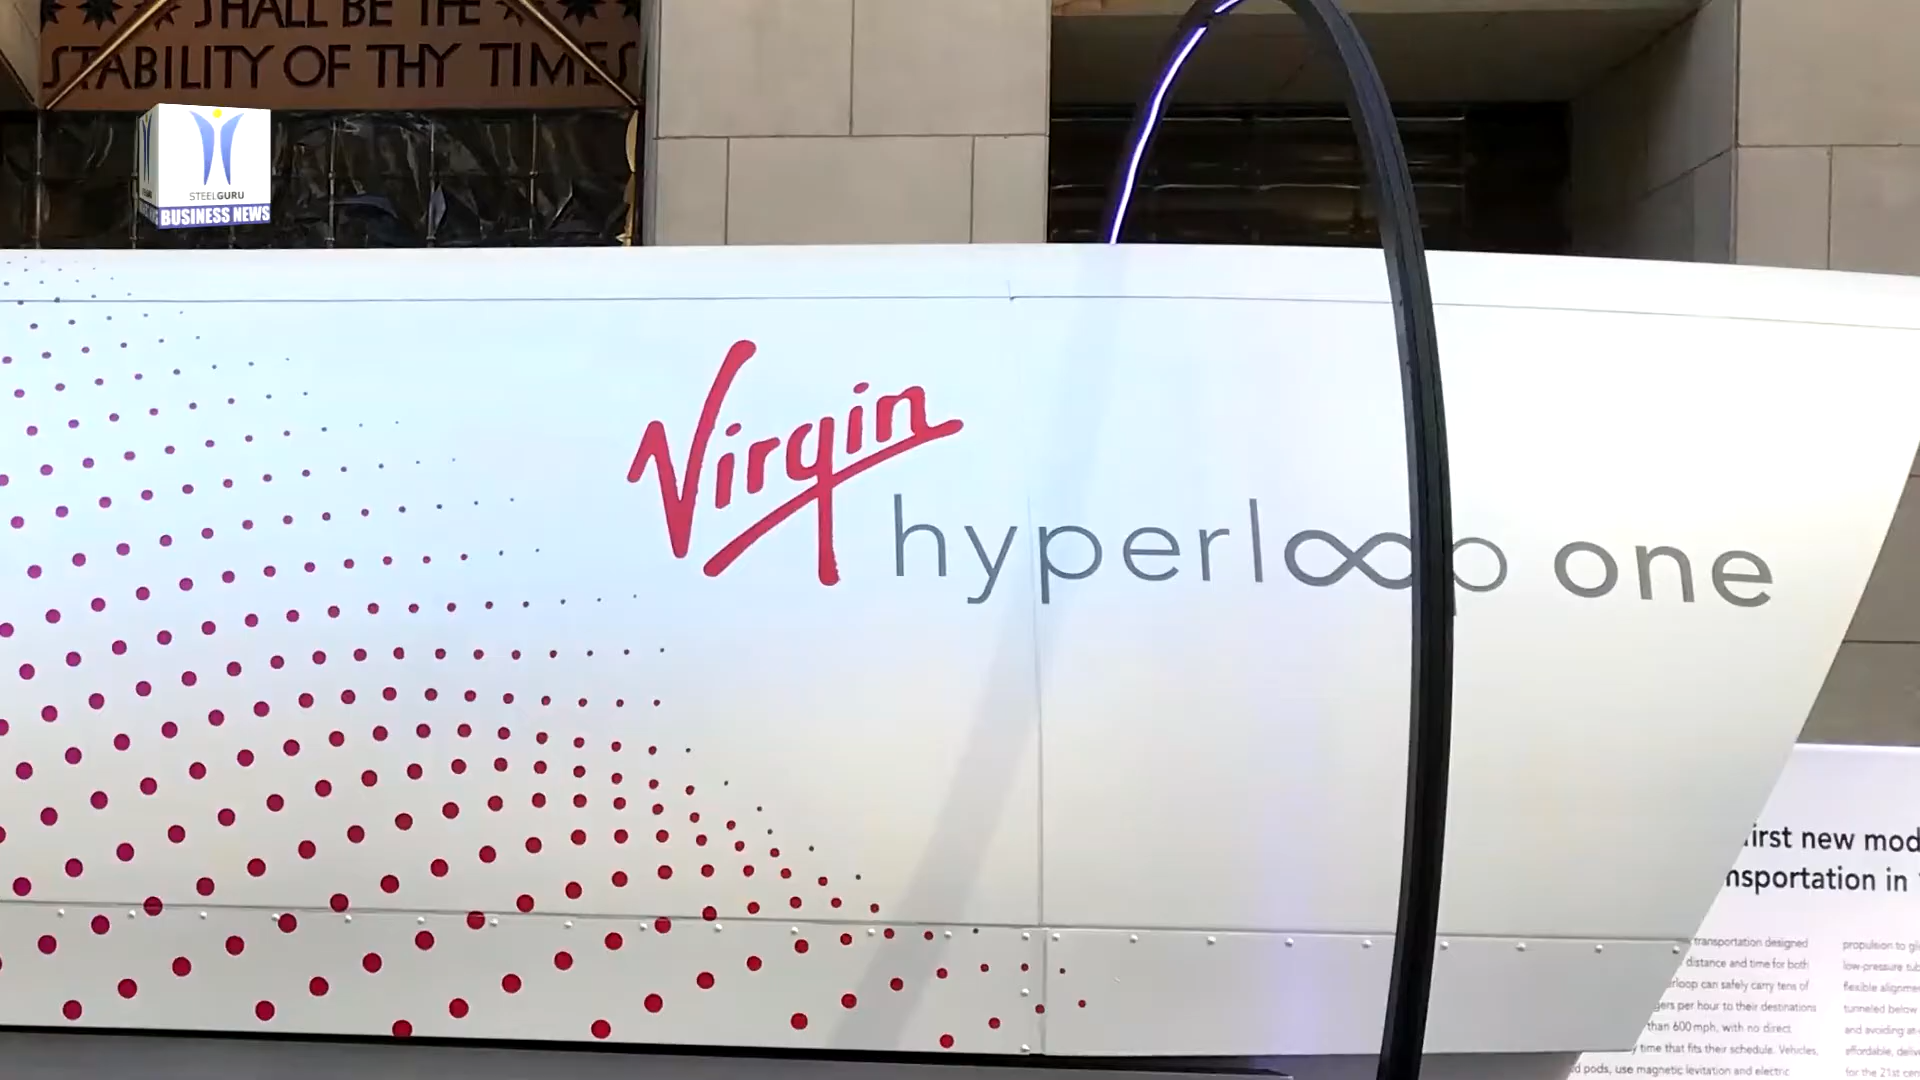 SHALL BE THE
STABILITY OF THY TIMES
STEELGURU
BUSINESS NEWS
Virgin
hyperloop one
first new mod
nsportation in
transportation designed
distance and time for both
erloop can safely carry tens of
gers per hour to their destinations
than 600 mph, with no direct
time that fits their schedule. Vehicles,
d pods, use magnetic levitation and electric
propulsion to gli
low-pressure tub
flexible alignme
tunneled below
and avoiding at-
affordable, deliv
for the 21st cen